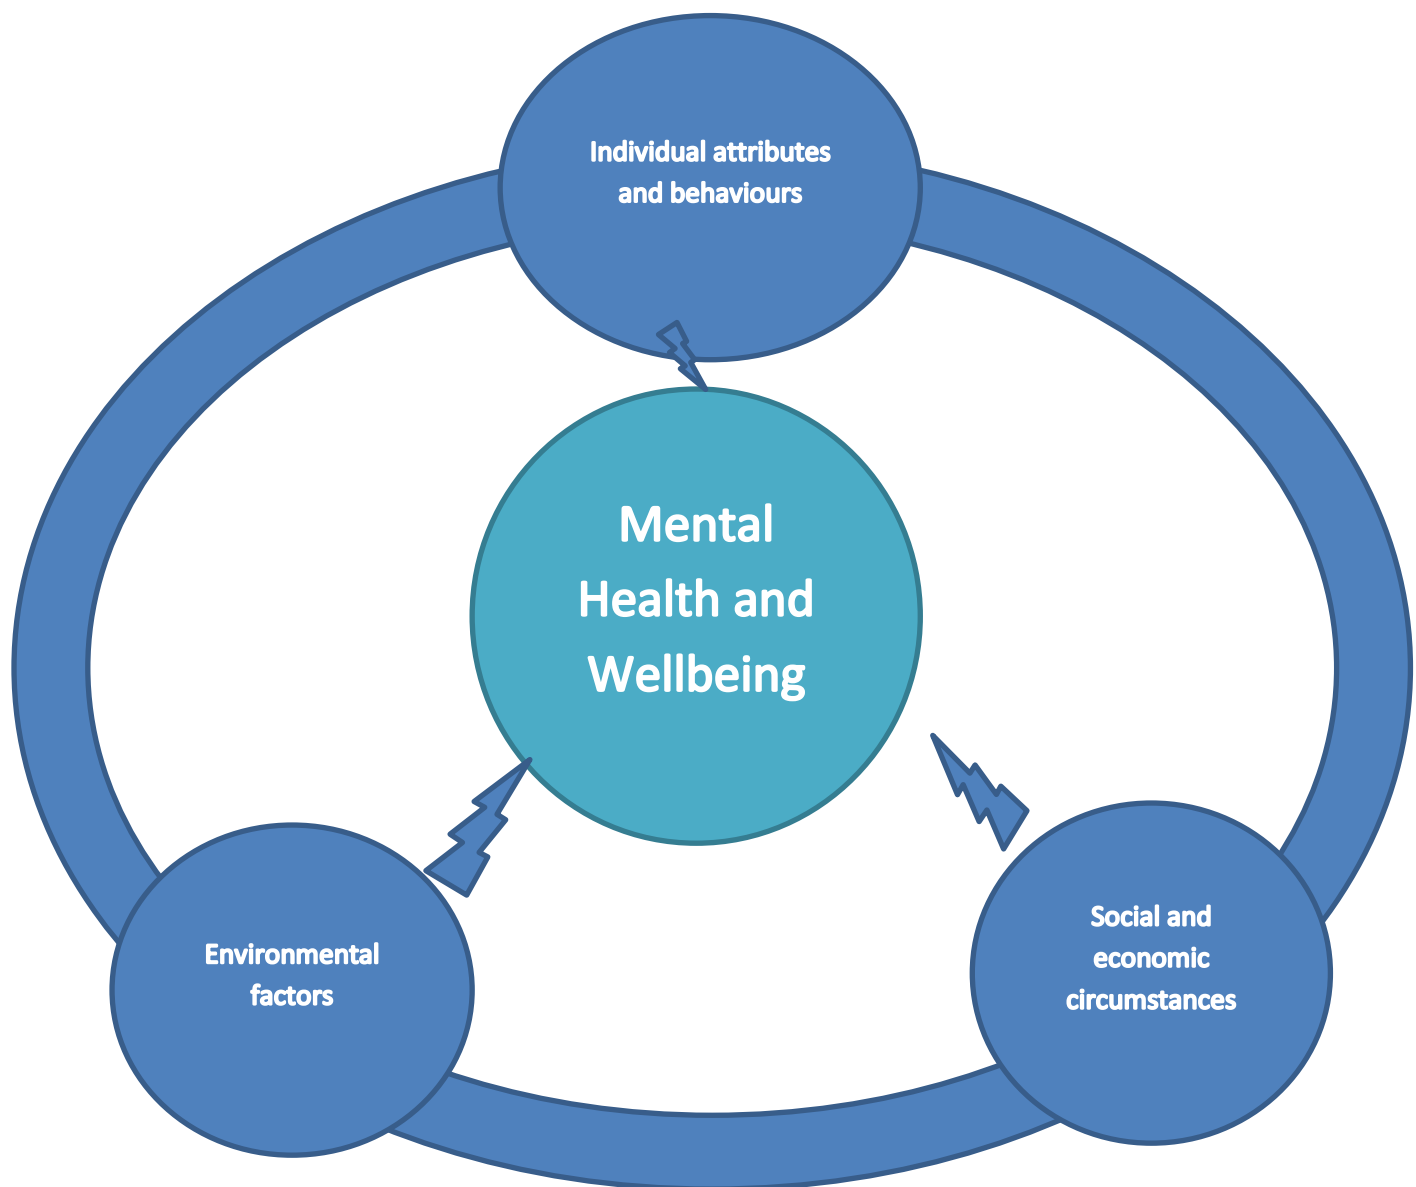 Individual attributes
and behaviours
Mental
Health and
Wellbeing
Environmental
factors
Social and
economic
circumstances